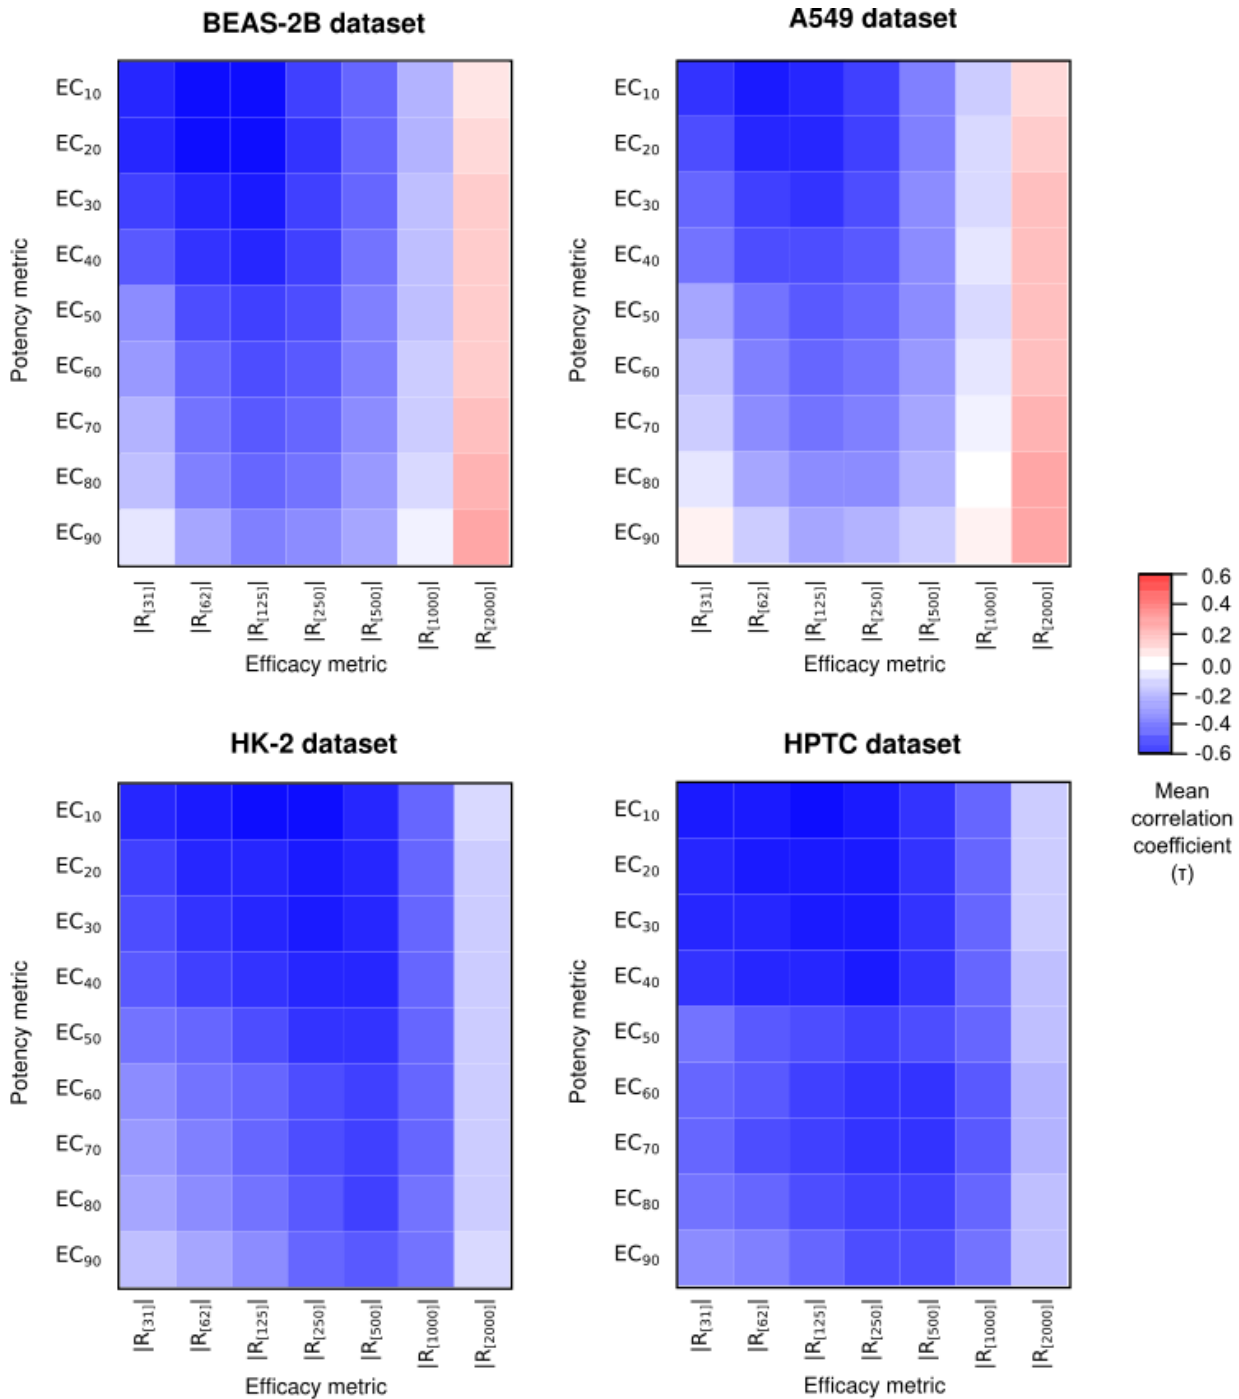 BEAS-2B dataset
Potency metric
EC10
EC20
EC30
EC40
EC50
EC60
EC70
EC80
EC90
|R[31]|
|R[62]|
|R[125]|
|R[250]|
|R[500]|
|R[1000]|
|R[2000]|
Efficacy metric
A549 dataset
Potency metric
EC10
EC20
EC30
EC40
EC50
EC60
EC70
EC80
EC90
|R[31]|
|R[62]|
|R[125]|
|R[250]|
|R[500]|
|R[1000]|
|R[2000]|
Efficacy metric
0.6
0.4
0.2
0.0
-0.2
-0.4
-0.6
Mean
correlation
coefficient
(τ)
HK-2 dataset
Potency metric
EC10
EC20
EC30
EC40
EC50
EC60
EC70
EC80
EC90
|R[31]|
|R[62]|
|R[125]|
|R[250]|
|R[500]|
|R[1000]|
|R[2000]|
Efficacy metric
HPTC dataset
Potency metric
EC10
EC20
EC30
EC40
EC50
EC60
EC70
EC80
EC90
|R[31]|
|R[62]|
|R[125]|
|R[250]|
|R[500]|
|R[1000]|
|R[2000]|
Efficacy metric